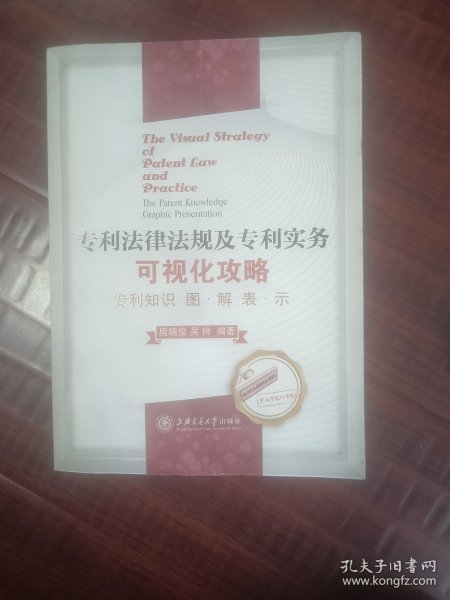 The Visual Strategy
of
Patent Law
and
Practice
The Patent Knowledge
Graphic Presentation
专利法律法规及专利实务
可视化攻略
专利知识 图·解 表·示
房晓俊 吴 帅 编著
PATENTED
上海交通大学出版社
孔夫子旧书网
www.kongfz.com